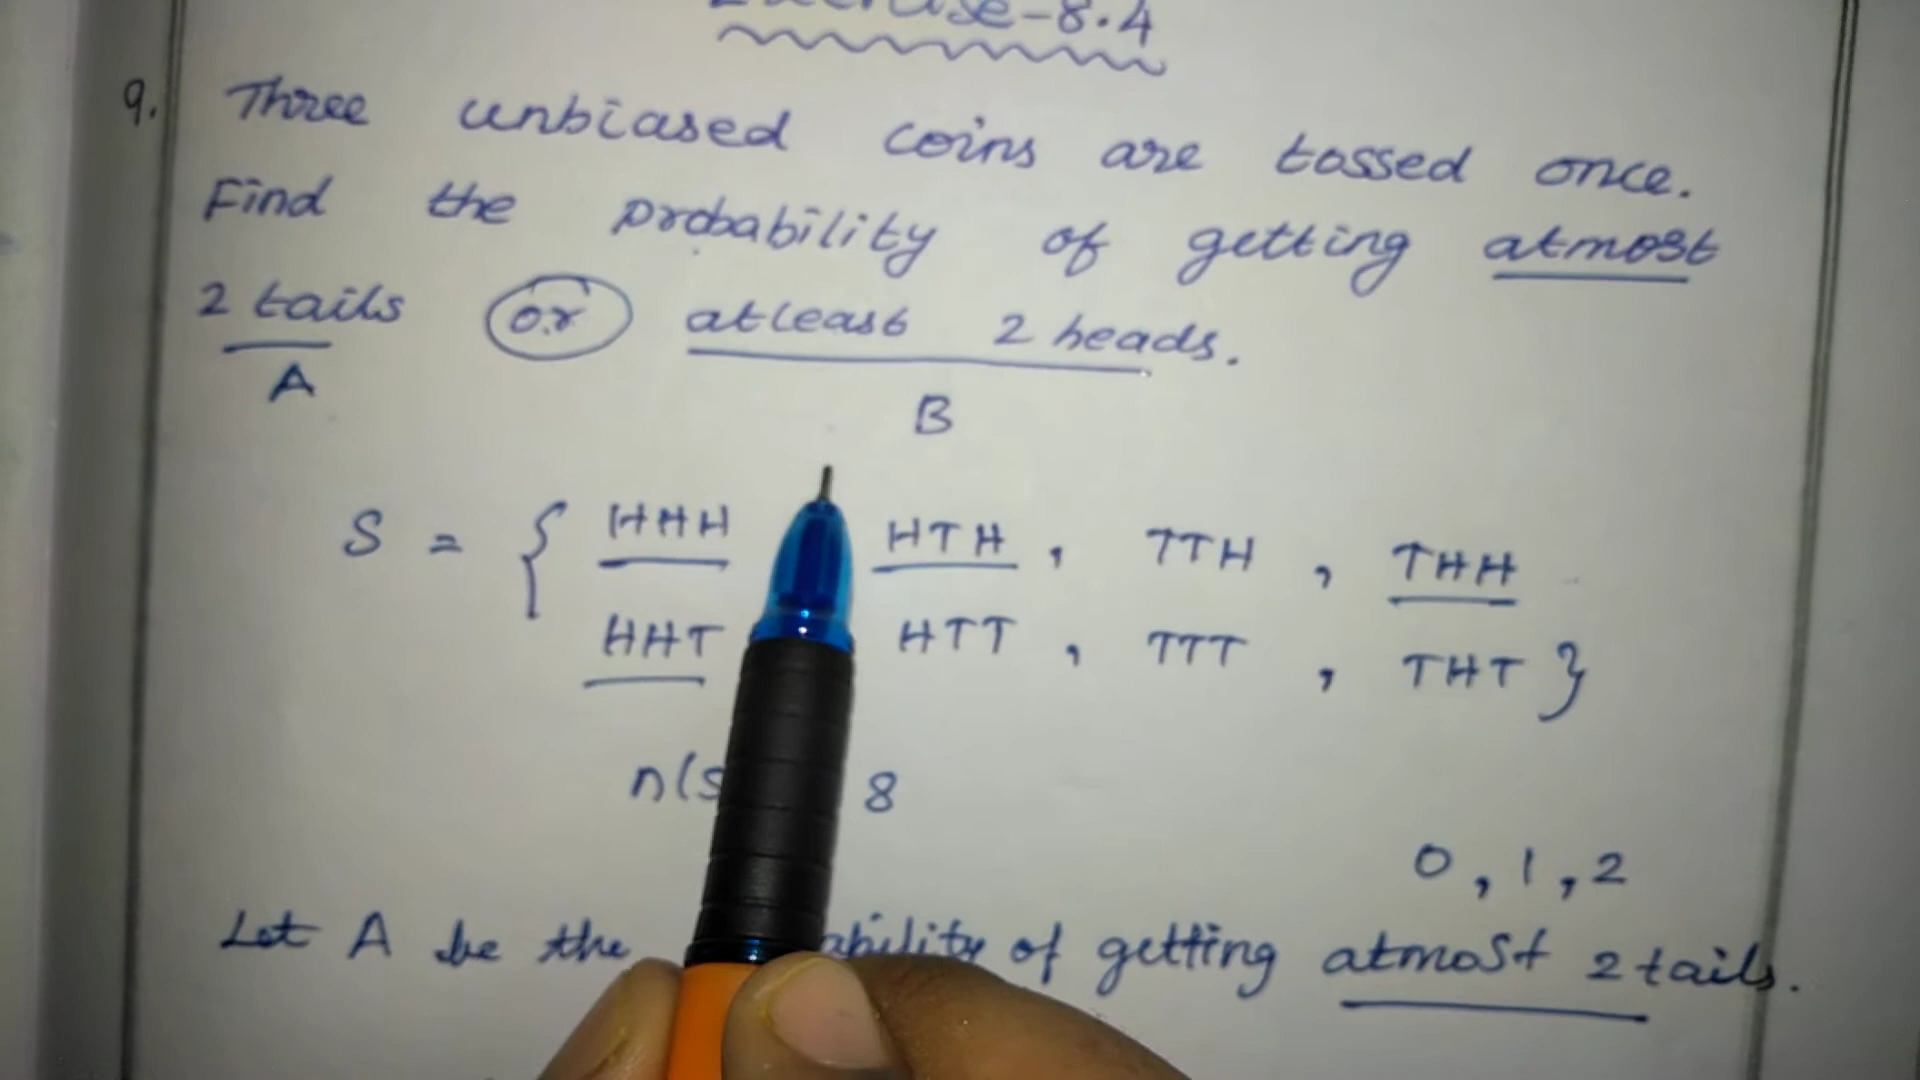 Exercise-8.4
9. Three unbiased coins are tossed once.
Find the probability of getting atmost
2 tails or atleast 2 heads.
A
B
S = { HHH HTH , TTH , THH
HHT HTT , TTT , THT }
n(s 8
0, 1, 2
Let A be the ability of getting atmost 2 tails.